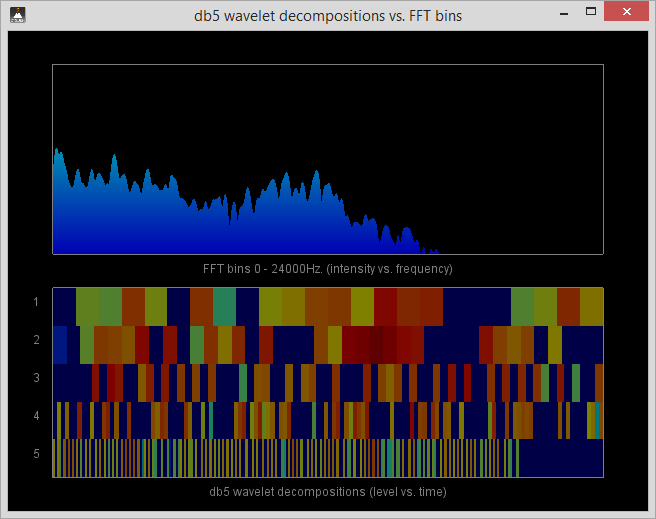 db5 wavelet decompositions vs. FFT bins
FFT bins 0 - 24000Hz. (intensity vs. frequency)
1
2
3
4
5
db5 wavelet decompositions (level vs. time)